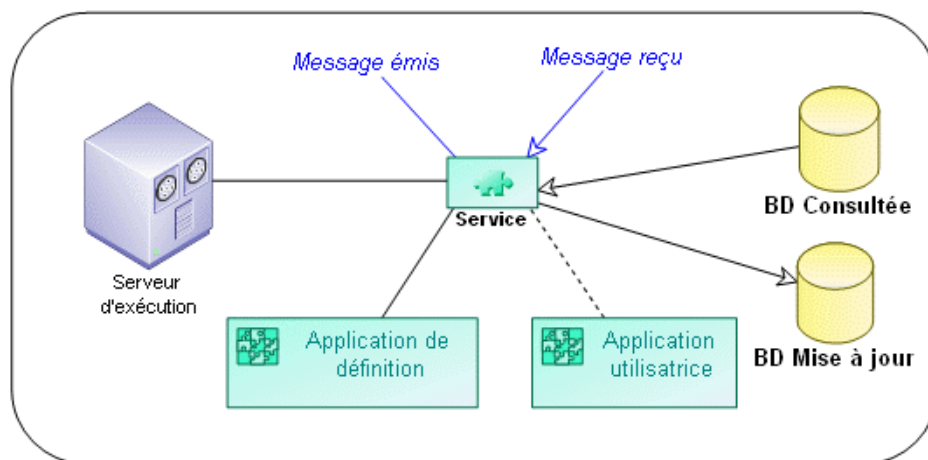 Message émis
Message reçu
BD Consultée
Service
Serveur
d'exécution
Application de
définition
Application
utilisatrice
BD Mise à jour